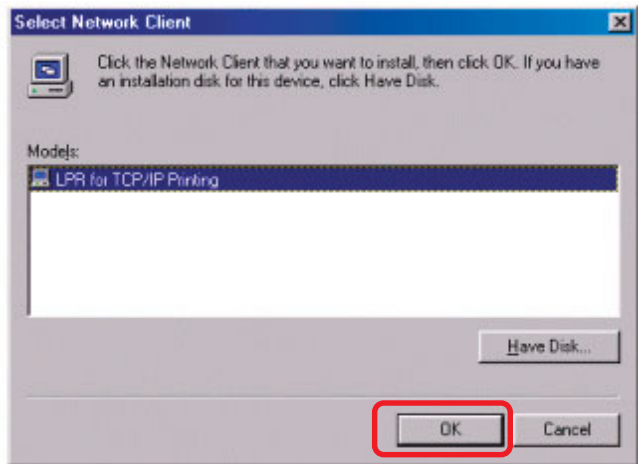 Select Network Client
Click the Network Client that you want to install, then click OK. If you have
an installation disk for this device, click Have Disk.
Models:
LPR for TCP/IP Printing
Have Disk...
OK
Cancel